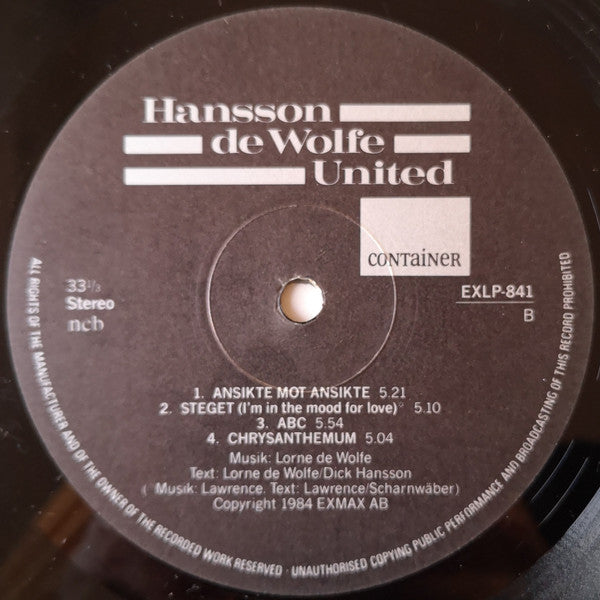 Hansson
de Wolfe
United
CONTAiNER
33 1/3
Stereo
ncb
EXLP-841
B
1. ANSIKTE MOT ANSIKTE 5.21
2. STEGET (I'm in the mood for love)* 5.10
3. ABC 5.54
4. CHRYSANTHEMUM 5.04
Musik: Lorne de Wolfe
Text: Lorne de Wolfe/Dick Hansson
(* Musik: Lawrence. Text: Lawrence/Scharnwäber)
Copyright 1984 EXMAX AB
ALL RIGHTS OF THE MANUFACTURER AND OF THE OWNER OF THE RECORDED WORK RESERVED · UNAUTHORISED COPYING PUBLIC PERFORMANCE AND BROADCASTING OF THIS RECORD PROHIBITED